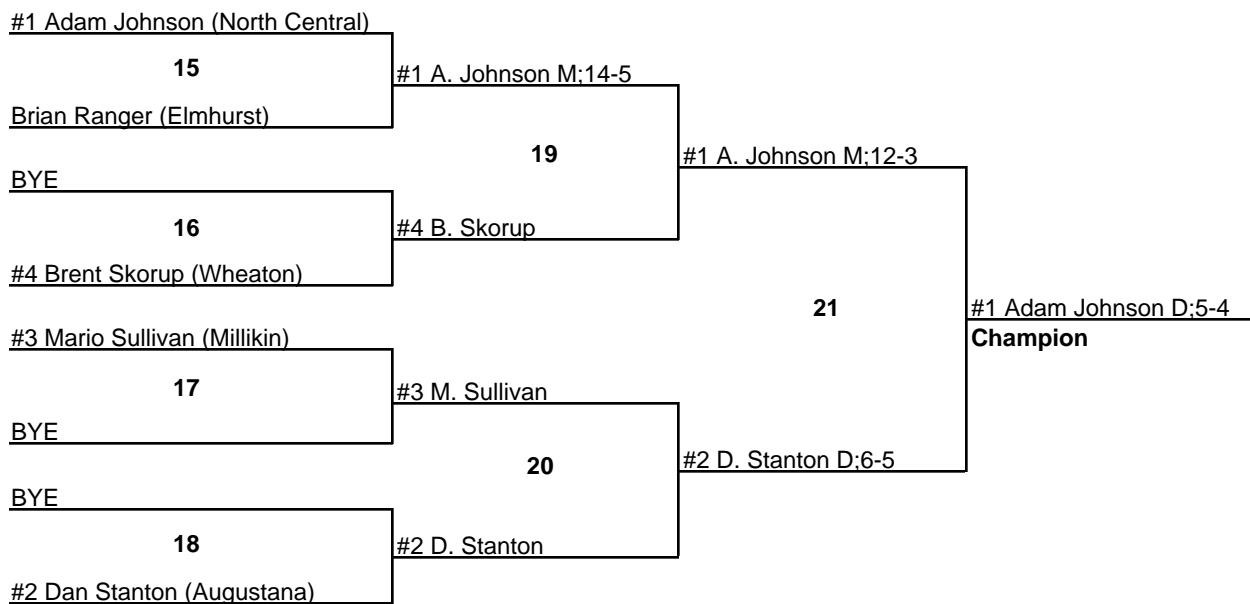 #1 Adam Johnson (North Central)
15
#1 A. Johnson M;14-5
Brian Ranger (Elmhurst)
19
#1 A. Johnson M;12-3
BYE
16
#4 B. Skorup
#4 Brent Skorup (Wheaton)
21
#1 Adam Johnson D;5-4
Champion
#3 Mario Sullivan (Millikin)
17
#3 M. Sullivan
BYE
20
#2 D. Stanton D;6-5
BYE
18
#2 D. Stanton
#2 Dan Stanton (Augustana)